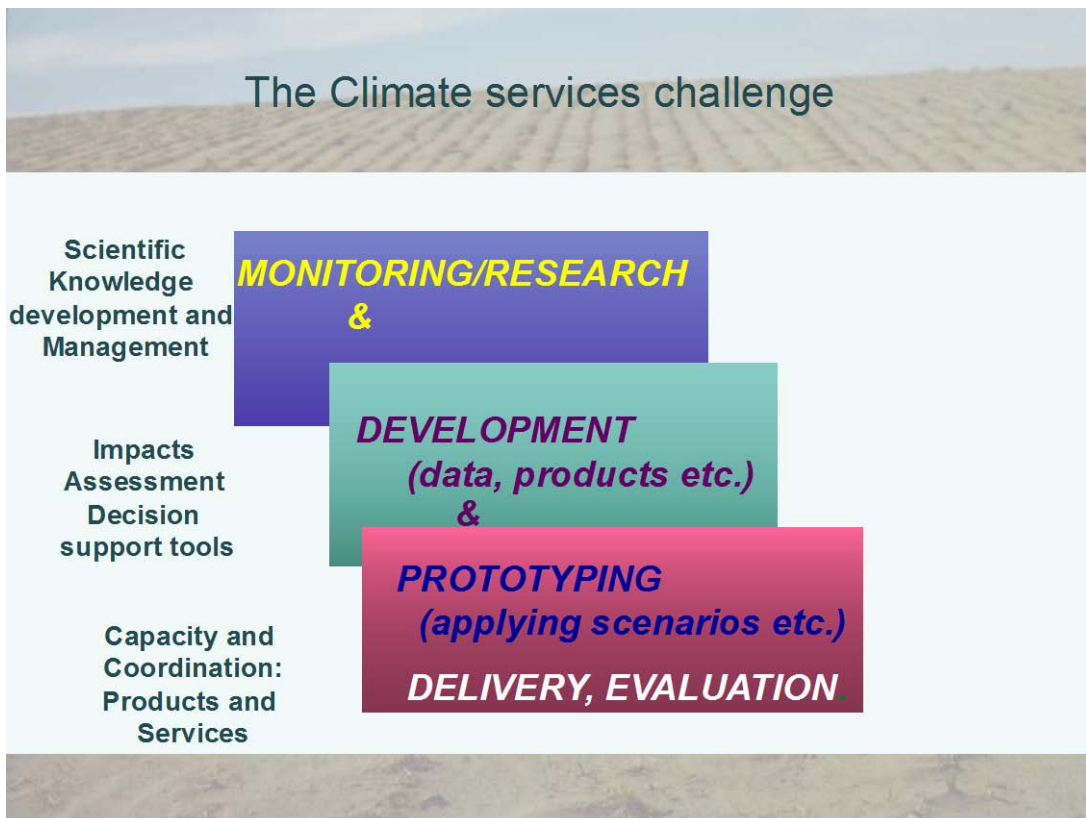 The Climate services challenge
Scientific
Knowledge
development and
Management
MONITORING/RESEARCH
&
Impacts
Assessment
Decision
support tools
DEVELOPMENT
(data, products etc.)
&
Capacity and
Coordination:
Products and
Services
PROTOTYPING
(applying scenarios etc.)
DELIVERY, EVALUATION.